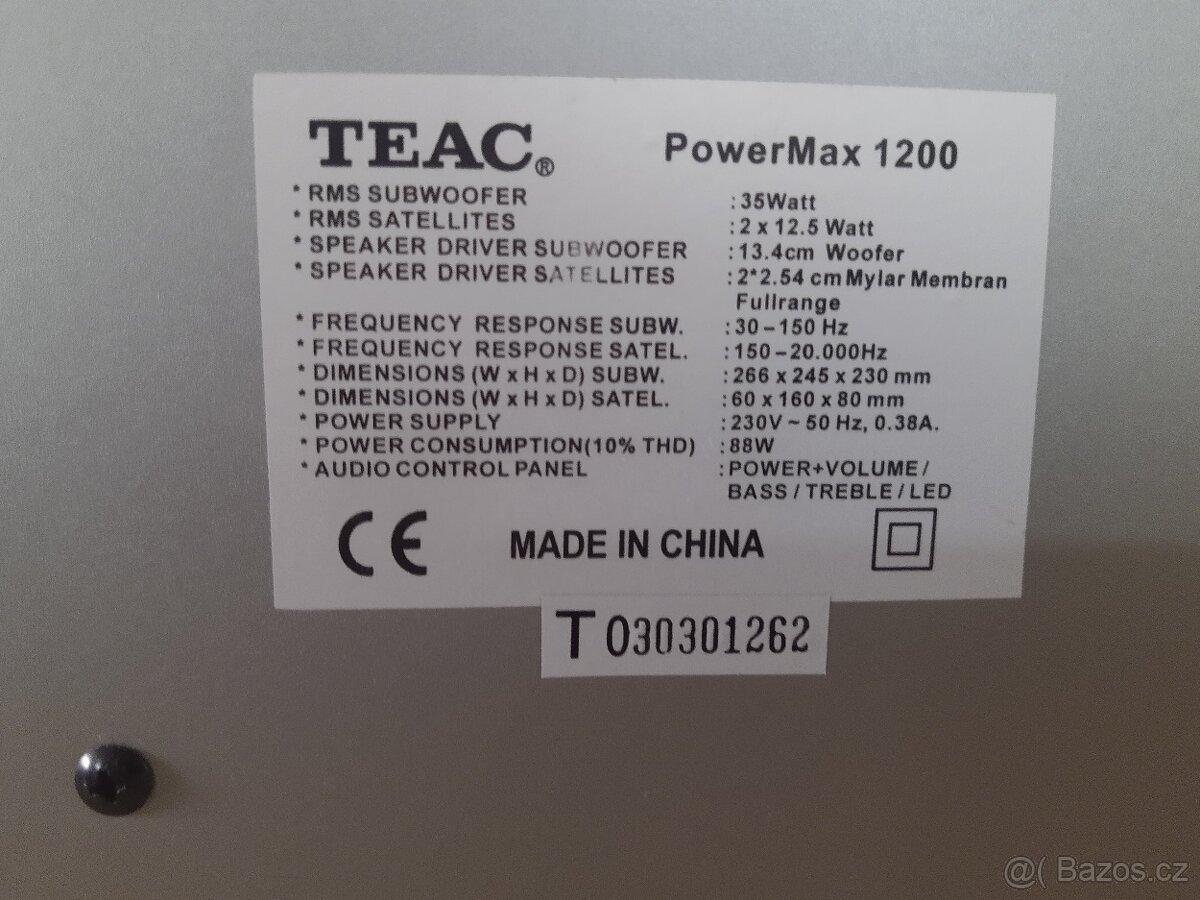 TEAC® PowerMax 1200
* RMS SUBWOOFER : 35Watt
* RMS SATELLITES : 2 x 12.5 Watt
* SPEAKER DRIVER SUBWOOFER : 13.4cm Woofer
* SPEAKER DRIVER SATELLITES : 2*2.54 cm Mylar Membran
Fullrange
* FREQUENCY RESPONSE SUBW. : 30-150 Hz
* FREQUENCY RESPONSE SATEL. : 150-20.000Hz
* DIMENSIONS (W x H x D) SUBW. : 266 x 245 x 230 mm
* DIMENSIONS (W x H x D) SATEL. : 60 x 160 x 80 mm
* POWER SUPPLY : 230V ~ 50 Hz, 0.38A.
* POWER CONSUMPTION(10% THD) : 88W
* AUDIO CONTROL PANEL : POWER+VOLUME/
BASS / TREBLE / LED
CE MADE IN CHINA
T 030301262
@( Bazos.cz